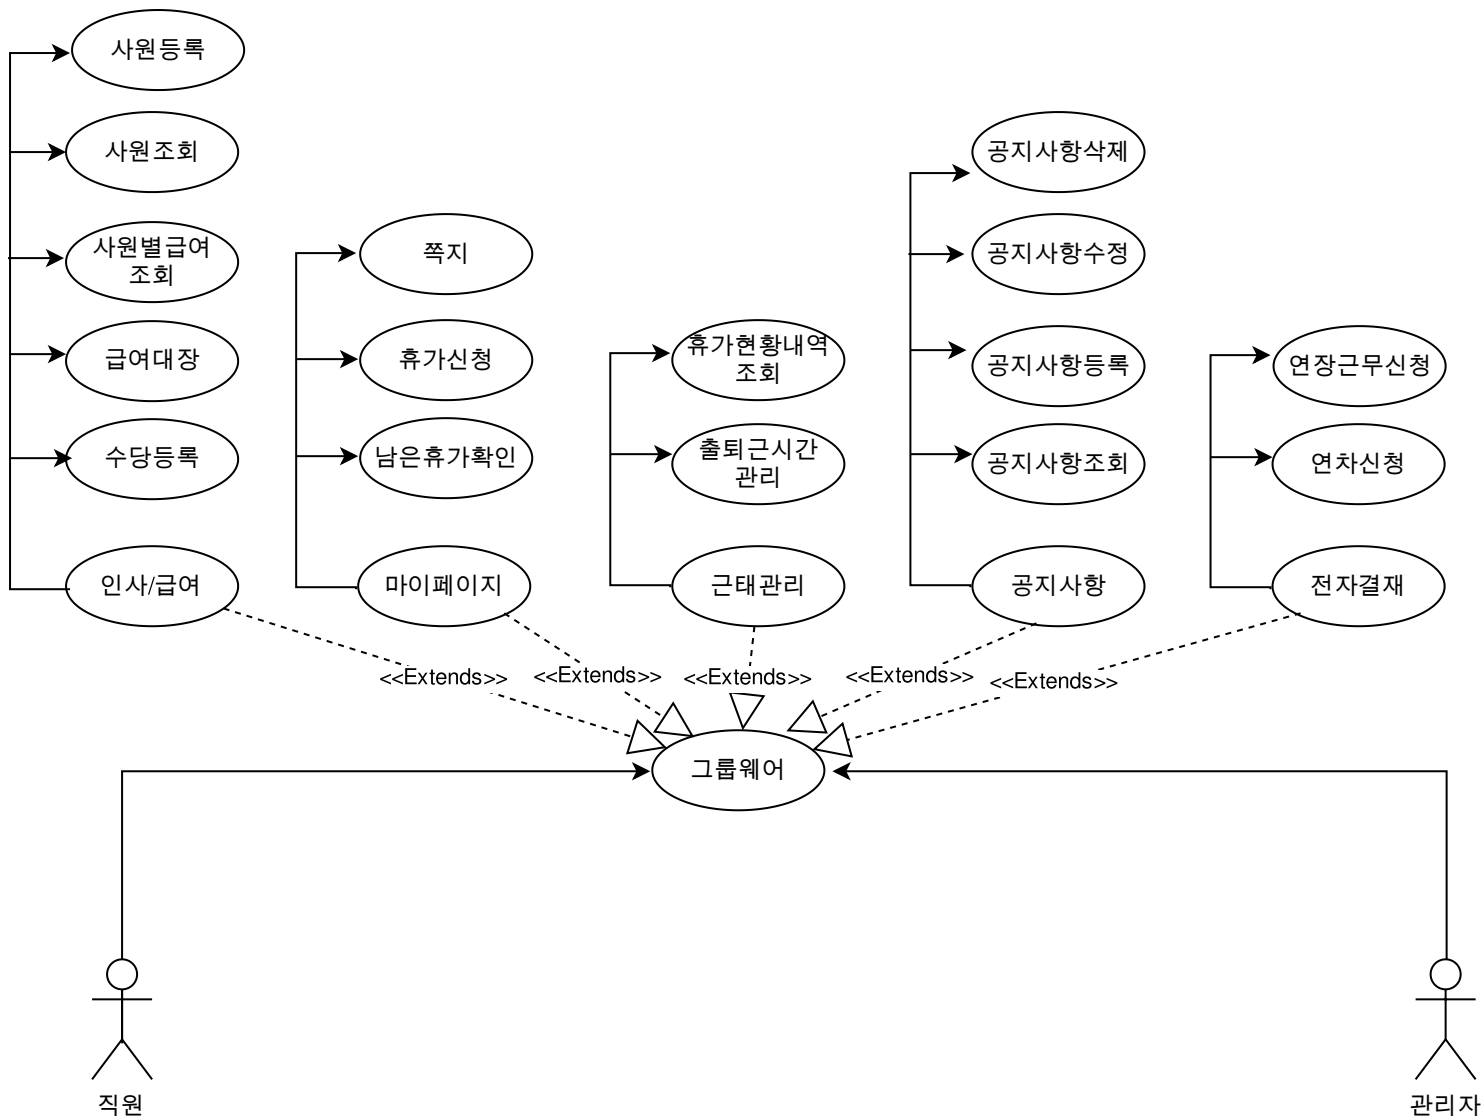 사원등록
사원조회
사원별급여
조회
급여대장
수당등록
인사/급여
쪽지
휴가신청
남은휴가확인
마이페이지
휴가현황내역
조회
출퇴근시간
관리
근태관리
공지사항삭제
공지사항수정
공지사항등록
공지사항조회
공지사항
연장근무신청
연차신청
전자결재
<<Extends>>
<<Extends>>
<<Extends>>
<<Extends>>
<<Extends>>
그룹웨어
직원
관리자